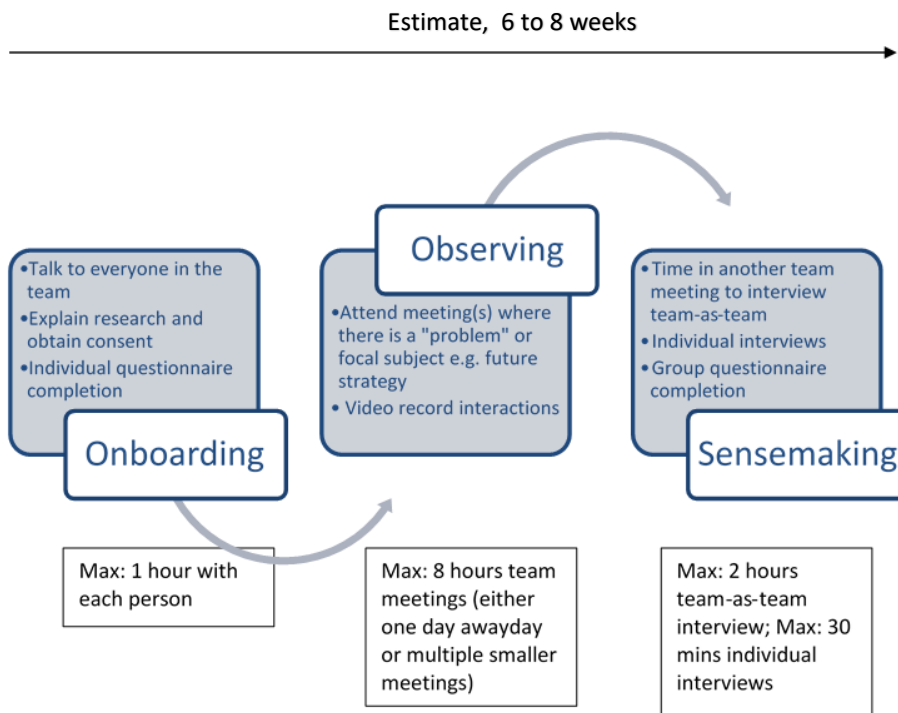 Estimate, 6 to 8 weeks
•Talk to everyone in the
team
•Explain research and
obtain consent
•Individual questionnaire
completion
Onboarding
Max: 1 hour with
each person
Observing
•Attend meeting(s) where
there is a "problem" or
focal subject e.g. future
strategy
• Video record interactions
Max: 8 hours team
meetings (either
one day awayday
or multiple smaller
meetings)
•Time in another team
meeting to interview
team-as-team
•Individual interviews
•Group questionnaire
completion
Sensemaking
Max: 2 hours
team-as-team
interview; Max: 30
mins individual
interviews